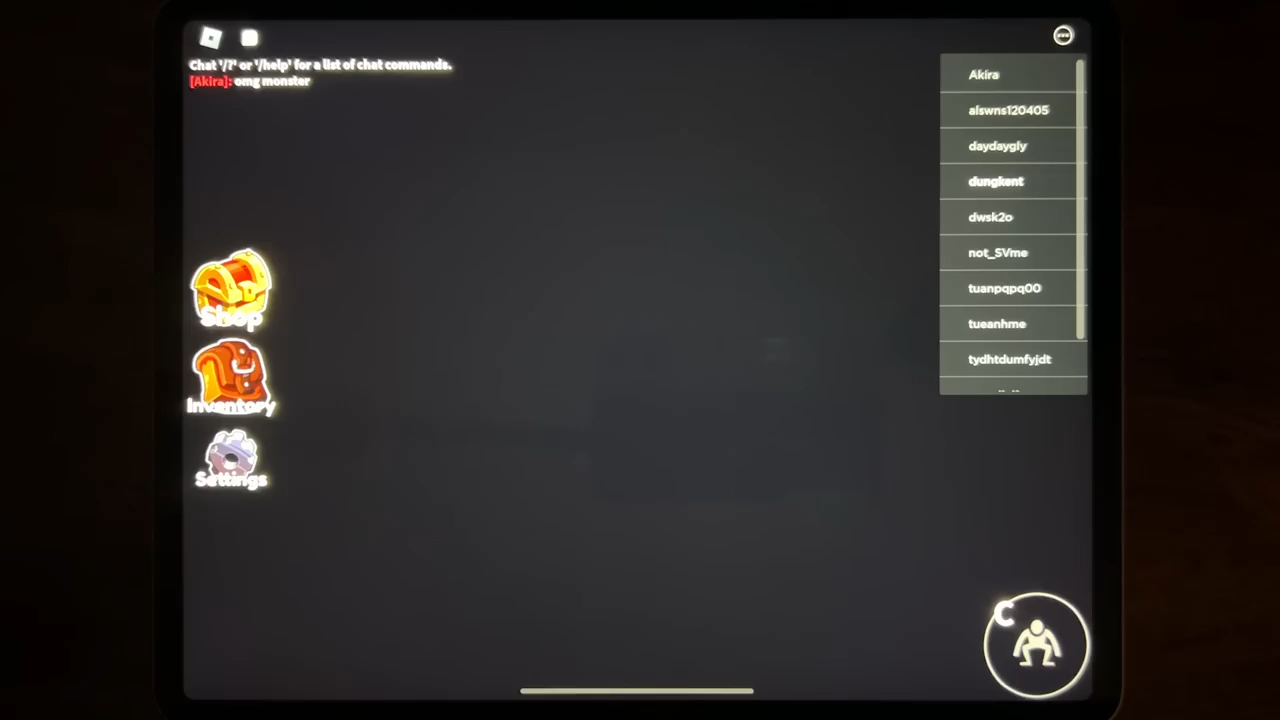 Chat '/?' or '/help' for a list of chat commands.
[Akira]: omg monster
Akira
alswns120405
daydaygly
dungkent
dwsk2o
not_SVme
tuanpqpq00
tueanhme
tydhtdumfyjdt
Shop
Inventory
Settings
C